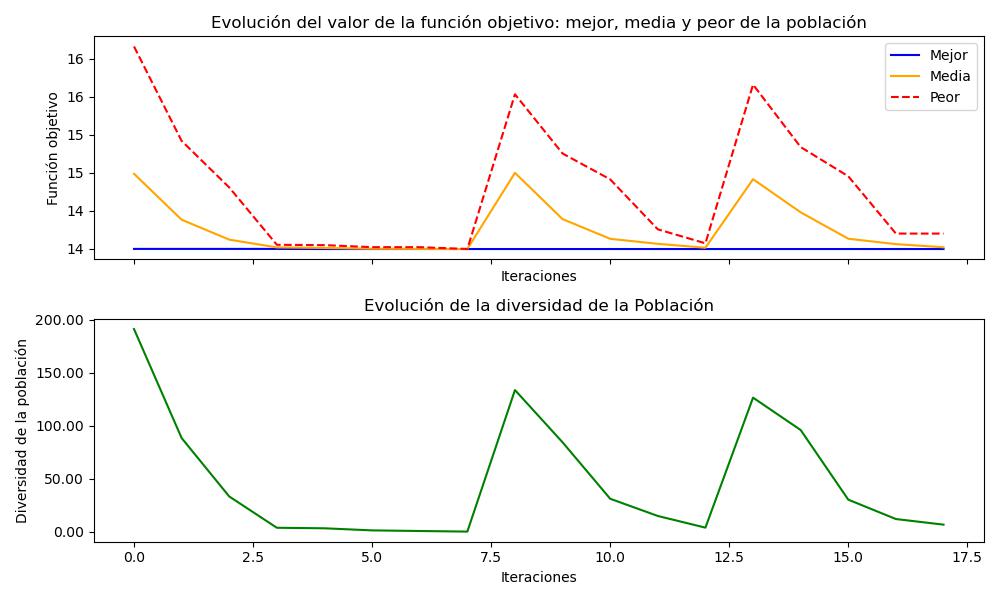 Evolución del valor de la función objetivo: mejor, media y peor de la población
Función objetivo
16
16
15
15
14
14
Mejor
Media
Peor
Iteraciones
Evolución de la diversidad de la Población
Diversidad de la población
200.00
150.00
100.00
50.00
0.00
0.0 2.5 5.0 7.5 10.0 12.5 15.0 17.5
Iteraciones